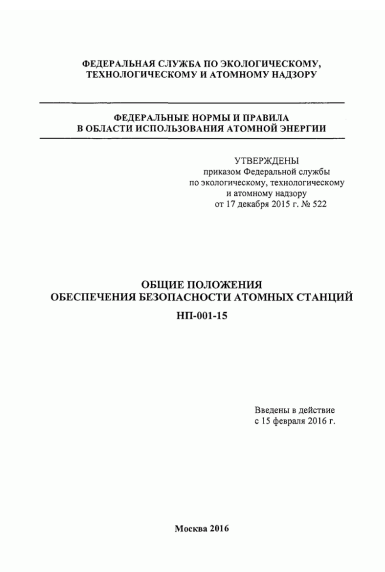 ФЕДЕРАЛЬНАЯ СЛУЖБА ПО ЭКОЛОГИЧЕСКОМУ,
ТЕХНОЛОГИЧЕСКОМУ И АТОМНОМУ НАДЗОРУ
ФЕДЕРАЛЬНЫЕ НОРМЫ И ПРАВИЛА
В ОБЛАСТИ ИСПОЛЬЗОВАНИЯ АТОМНОЙ ЭНЕРГИИ
УТВЕРЖДЕНЫ
приказом Федеральной службы
по экологическому, технологическому
и атомному надзору
от 17 декабря 2015 г. № 522
ОБЩИЕ ПОЛОЖЕНИЯ
ОБЕСПЕЧЕНИЯ БЕЗОПАСНОСТИ АТОМНЫХ СТАНЦИЙ
НП-001-15
Введены в действие
с 15 февраля 2016 г.
Москва 2016